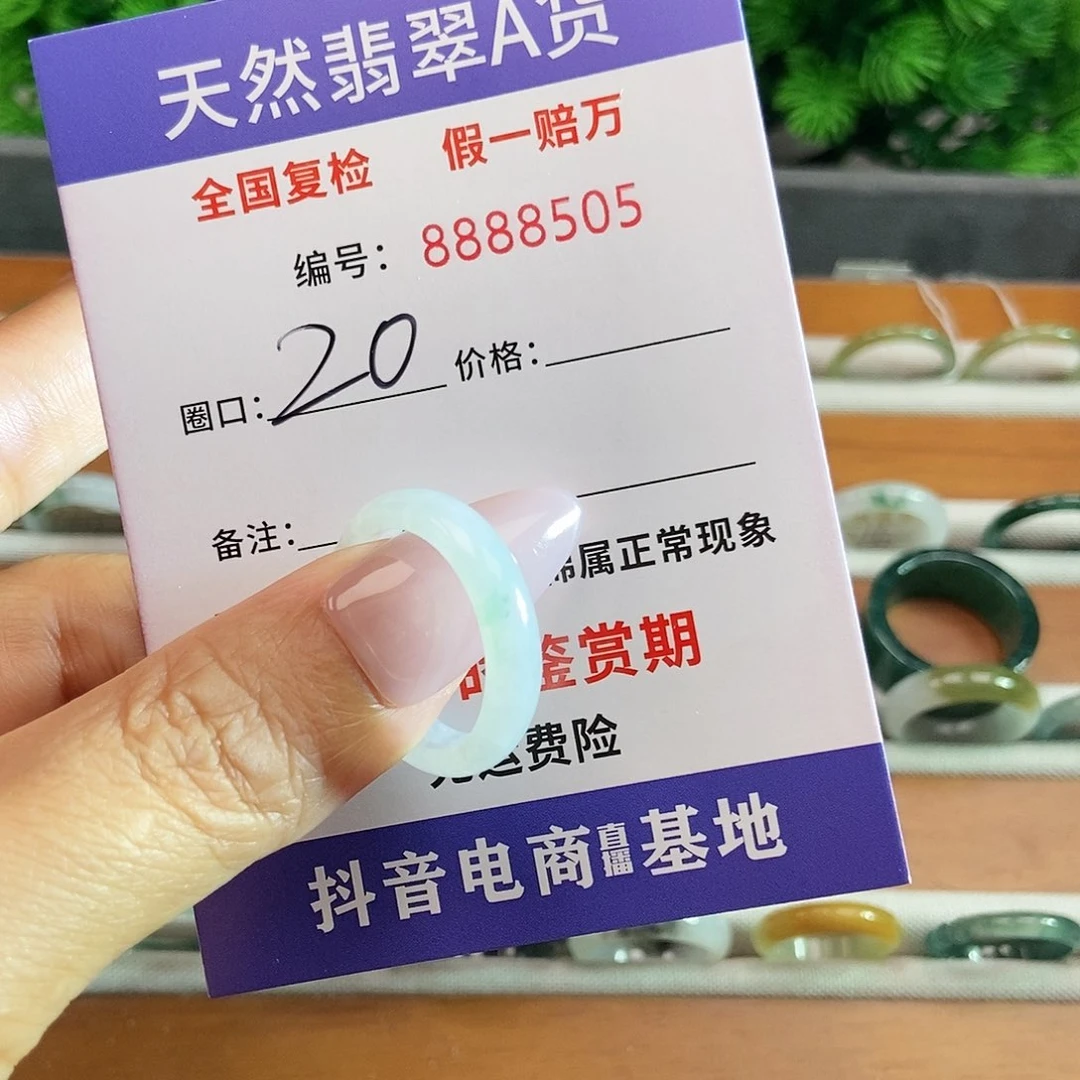 天然翡翠A货
全国复检 假一赔万
编号：8888505
圈口：20 价格：
备注：
属正常现象
鉴赏期
费险
抖音电商直播基地